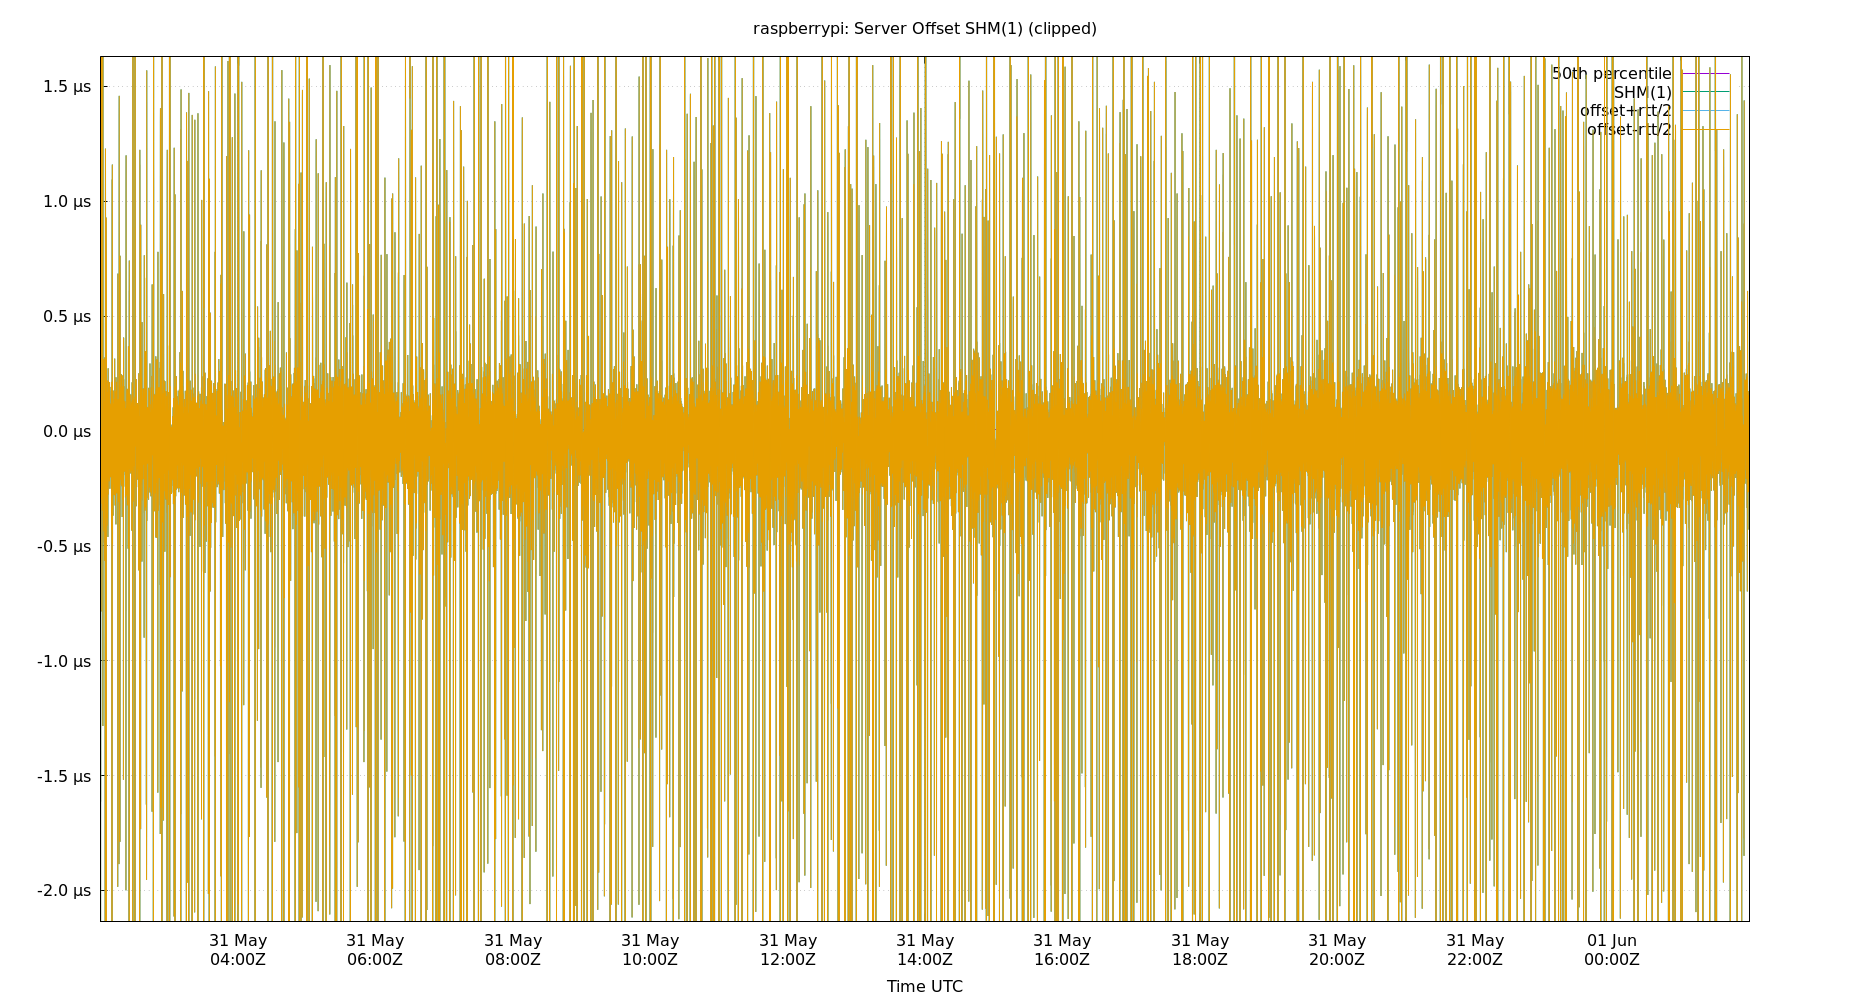 raspberrypi: Server Offset SHM(1) (clipped)
1.5 µs
1.0 µs
0.5 µs
0.0 µs
-0.5 µs
-1.0 µs
-1.5 µs
-2.0 µs
50th percentile
SHM(1)
offset+rtt/2
offset-rtt/2
31 May 31 May 31 May 31 May 31 May 31 May 31 May 31 May 31 May 31 May 01 Jun
04:00Z 06:00Z 08:00Z 10:00Z 12:00Z 14:00Z 16:00Z 18:00Z 20:00Z 22:00Z 00:00Z
Time UTC